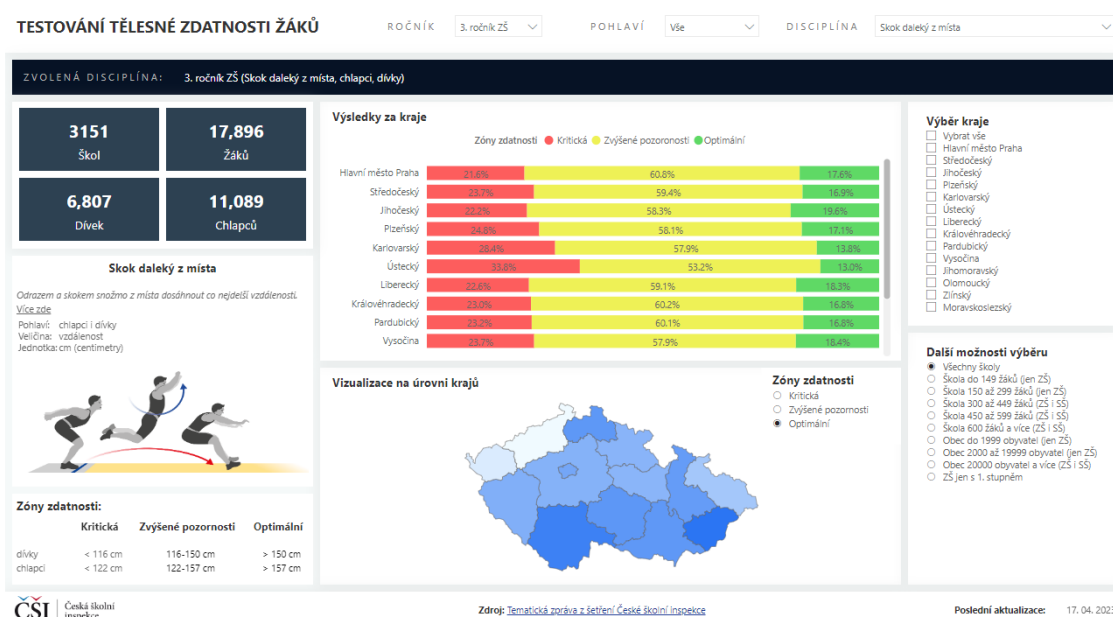 TESTOVÁNÍ TĚLESNÉ ZDATNOSTI ŽÁKŮ
ROČNÍK 3. ročník ZŠ POHLAVÍ Vše DISCIPLÍNA Skok daleký z místa
ZVOLENÁ DISCIPLÍNA: 3. ročník ZŠ (Skok daleký z místa, chlapci, dívky)
3151
Škol
17,896
Žáků
6,807
Dívek
11,089
Chlapců
Skok daleký z místa
Odrazem a skokem snožmo z místa dosáhnout co nejdelší vzdálenosti.
Více zde
Pohlaví: chlapci i dívky
Veličina: vzdálenost
Jednotka: cm (centimetry)
Zóny zdatnosti:
Kritická Zvýšené pozornosti Optimální
dívky < 116 cm 116-150 cm > 150 cm
chlapci < 122 cm 122-157 cm > 157 cm
Výsledky za kraje
Zóny zdatnosti Kritická Zvýšené pozoronosti Optimální
Hlavní město Praha 21.6% 60.8% 17.6%
Středočeský 23.7% 59.4% 16.9%
Jihočeský 22.2% 58.3% 19.6%
Plzeňský 24.8% 58.1% 17.1%
Karlovarský 28.4% 57.9% 13.8%
Ústecký 33.8% 53.2% 13.0%
Liberecký 22.6% 59.1% 18.3%
Královéhradecký 23.0% 60.2% 16.8%
Pardubický 23.2% 60.1% 16.8%
Vysočina 23.7% 57.9% 18.4%
Vizualizace na úrovni krajů
Zóny zdatnosti
Kritická
Zvýšené pozornosti
Optimální
Výběr kraje
Vybrat vše
Hlavní město Praha
Středočeský
Jihočeský
Plzeňský
Karlovarský
Ústecký
Liberecký
Královéhradecký
Pardubický
Vysočina
Jihomoravský
Olomoucký
Zlínský
Moravskoslezský
Další možnosti výběru
Všechny školy
Škola do 149 žáků (jen ZŠ)
Škola 150 až 299 žáků (jen ZŠ)
Škola 300 až 449 žáků (ZŠ i SŠ)
Škola 450 až 599 žáků (ZŠ i SŠ)
Škola 600 žáků a více (ZŠ i SŠ)
Obec do 1999 obyvatel (jen ZŠ)
Obec 2000 až 19999 obyvatel (jen ZŠ)
Obec 20000 obyvatel a více (ZŠ i SŠ)
ZŠ jen s 1. stupněm
ČŠI
Česká školní
inspekce
Zdroj: Tematická zpráva z šetření České školní inspekce
Poslední aktualizace: 17. 04. 2023